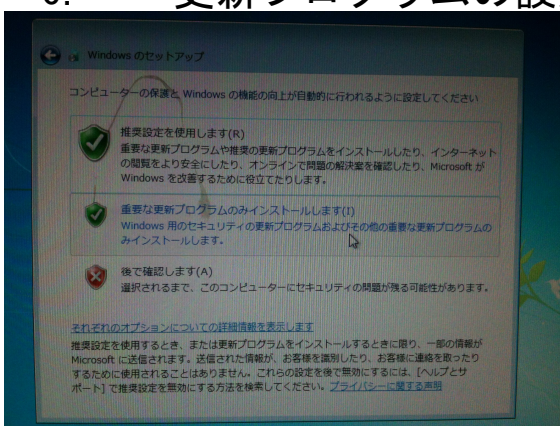 更新プログラムの設
Windows のセットアップ
コンピューターの保護と Windows の機能の向上が自動的に行われるように設定してください
推奨設定を使用します(R)
重要な更新プログラムや推奨の更新プログラムをインストールしたり、インターネット
の閲覧をより安全にしたり、オンラインで問題の解決策を確認したり、Microsoft が
Windows を改善するために役立てたりします。
重要な更新プログラムのみインストールします(I)
Windows 用のセキュリティの更新プログラムおよびその他の重要な更新プログラムの
みインストールします。
後で確認します(A)
選択されるまで、このコンピューターにセキュリティの問題が残る可能性があります。
それぞれのオプションについての詳細情報を表示します
推奨設定を使用するとき、または更新プログラムをインストールするときに限り、一部の情報が
Microsoft に送信されます。送信された情報が、お客様を識別したり、お客様に連絡を取ったり
するために使用されることはありません。これらの設定を後で無効にするには、[ヘルプとサ
ポート] で推奨設定を無効にする方法を検索してください。プライバシーに関する声明